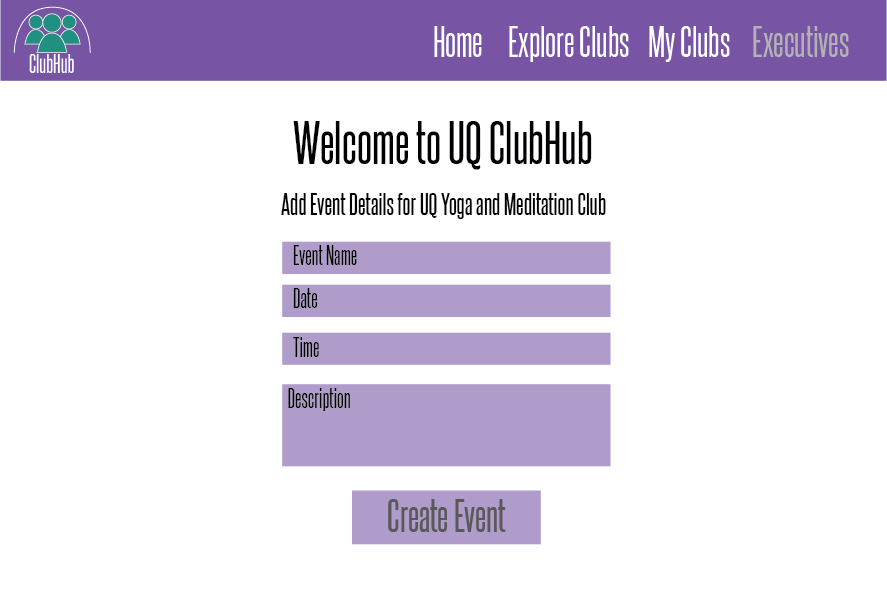 ClubHub
Home Explore Clubs My Clubs Executives
Welcome to UQ ClubHub
Add Event Details for UQ Yoga and Meditation Club
Event Name
Date
Time
Description
Create Event